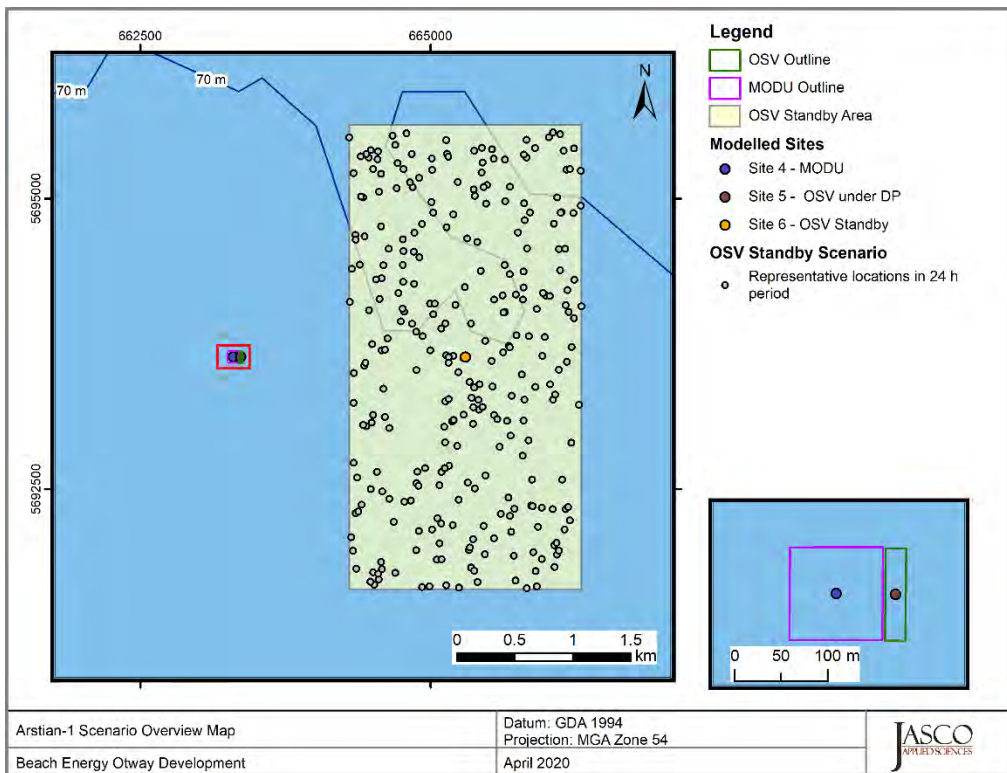 662500
665000
70 m
70 m
N
5695000
5692500
0 0.5 1 1.5
km
Legend
OSV Outline
MODU Outline
OSV Standby Area
Modelled Sites
Site 4 - MODU
Site 5 - OSV under DP
Site 6 - OSV Standby
OSV Standby Scenario
Representative locations in 24 h
period
0 50 100 m
Arstian-1 Scenario Overview Map
Datum: GDA 1994
Projection: MGA Zone 54
Beach Energy Otway Development
April 2020
JASCO
APPLIED SCIENCES